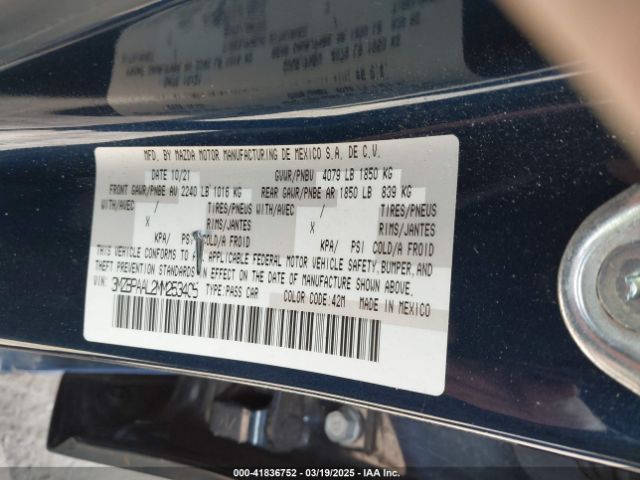 MFD. BY MAZDA MOTOR MANUFACTURING DE MEXICO S.A. DE C.V.
DATE 10/21 GVWR/PNBV 4079 LB 1850 KG
FRONT GAWR/PNBE AV 2240 LB 1016 KG REAR GAWR/PNBE AR 1850 LB 839 KG
WITH/AVEC / TIRES/PNEUS WITH/AVEC / TIRES/PNEUS
X RIMS/JANTES X RIMS/JANTES
KPA/ PSI COLD/A FROID KPA/ PSI COLD/A FROID
THIS VEHICLE CONFORMS TO ALL APPLICABLE FEDERAL MOTOR VEHICLE SAFETY, BUMPER, AND
THEFT PREVENTION STANDARDS IN EFFECT ON THE DATE OF MANUFACTURE SHOWN ABOVE.
VIN: TYPE:PASS CAR COLOR CODE:42M MADE IN MEXICO
000-41836752 — 03/19/2025 — IAA Inc.